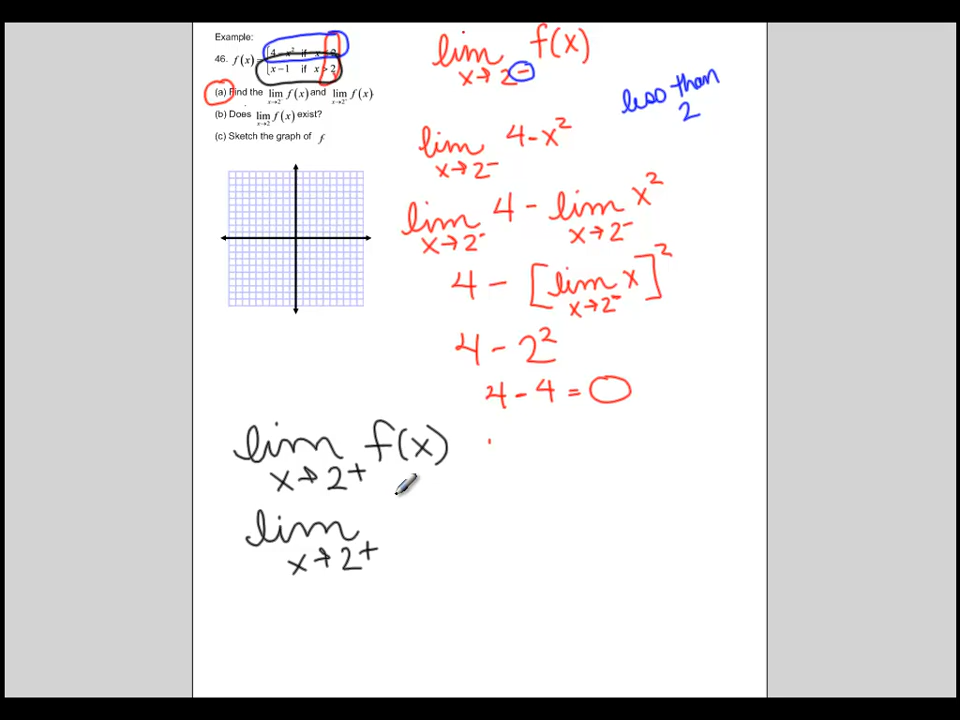 Example:
46. f(x) = { 4 − x² if x ≤ 2
x − 1 if x > 2
(a) Find the lim x→2⁻ f(x) and lim x→2⁺ f(x)
(b) Does lim x→2 f(x) exist?
(c) Sketch the graph of f
lim x→2⁻ f(x)
less than
2
lim x→2⁻ 4 - x²
lim x→2⁻ 4 - lim x→2⁻ x²
4 - [lim x→2⁻ x]²
4 - 2²
4 - 4 = 0
lim x→2+ f(x)
lim x→2+